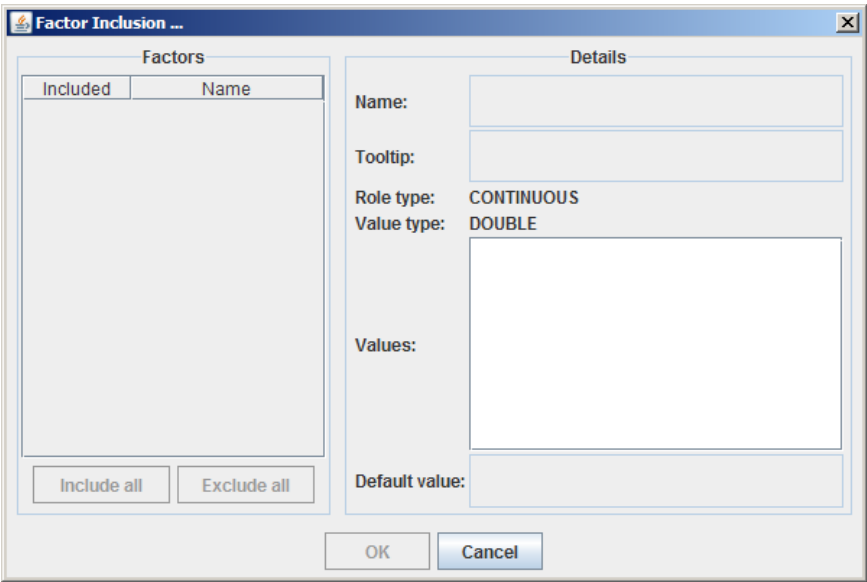 Factor Inclusion ...
Factors
Included Name
Include all Exclude all
Details
Name:
Tooltip:
Role type: CONTINUOUS
Value type: DOUBLE
Values:
Default value:
OK Cancel